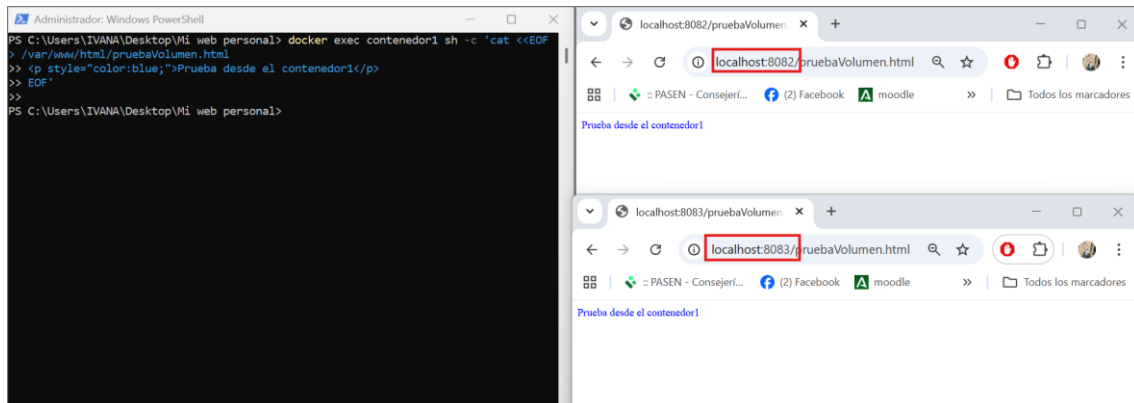 Administrador: Windows PowerShell
PS C:\Users\IVANA\Desktop\Mi web personal> docker exec contenedor1 sh -c 'cat <<EOF
> /var/www/html/pruebaVolumen.html
>> <p style="color:blue;">Prueba desde el contenedor1</p>
>> EOF'
>>
PS C:\Users\IVANA\Desktop\Mi web personal>
localhost:8082/pruebaVolumen.
localhost:8082/pruebaVolumen.html
:: PASEN - Consejerí... (2) Facebook moodle » Todos los marcadores
Prueba desde el contenedor1
localhost:8083/pruebaVolumen.
localhost:8083/pruebaVolumen.html
:: PASEN - Consejerí... (2) Facebook moodle » Todos los marcadores
Prueba desde el contenedor1